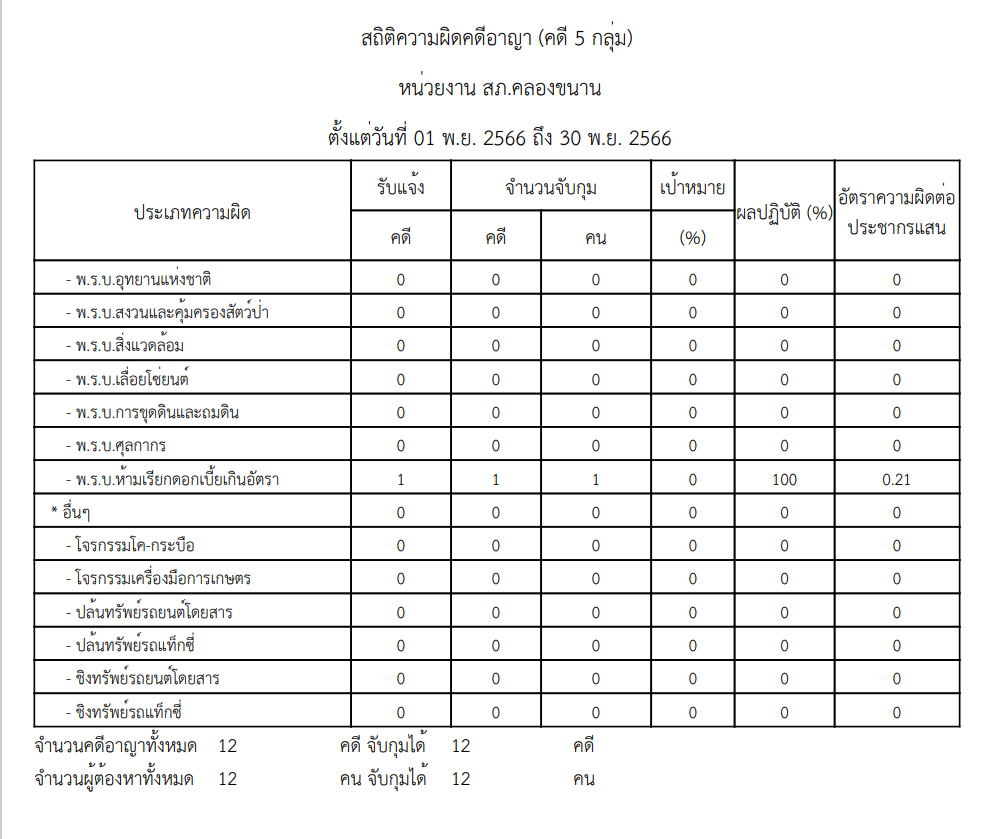 สถิติความผิดคดีอาญา (คดี 5 กลุ่ม)
หน่วยงาน สภ.คลองขนาน
ตั้งแต่วันที่ 01 พ.ย. 2566 ถึง 30 พ.ย. 2566
ประเภทความผิด รับแจ้ง จำนวนจับกุม เป้าหมาย ผลปฏิบัติ (%) อัตราความผิดต่อ
ประชากรแสน
คดี คดี คน (%)
- พ.ร.บ.อุทยานแห่งชาติ 0 0 0 0 0 0
- พ.ร.บ.สงวนและคุ้มครองสัตว์ป่า 0 0 0 0 0 0
- พ.ร.บ.สิ่งแวดล้อม 0 0 0 0 0 0
- พ.ร.บ.เลื่อยโซ่ยนต์ 0 0 0 0 0 0
- พ.ร.บ.การขุดดินและถมดิน 0 0 0 0 0 0
- พ.ร.บ.ศุลกากร 0 0 0 0 0 0
- พ.ร.บ.ห้ามเรียกดอกเบี้ยเกินอัตรา 1 1 1 0 100 0.21
* อื่นๆ 0 0 0 0 0 0
- โจรกรรมโค-กระบือ 0 0 0 0 0 0
- โจรกรรมเครื่องมือการเกษตร 0 0 0 0 0 0
- ปล้นทรัพย์รถยนต์โดยสาร 0 0 0 0 0 0
- ปล้นทรัพย์รถแท็กซี่ 0 0 0 0 0 0
- ชิงทรัพย์รถยนต์โดยสาร 0 0 0 0 0 0
- ชิงทรัพย์รถแท็กซี่ 0 0 0 0 0 0
จำนวนคดีอาญาทั้งหมด 12 คดี จับกุมได้ 12 คดี
จำนวนผู้ต้องหาทั้งหมด 12 คน จับกุมได้ 12 คน